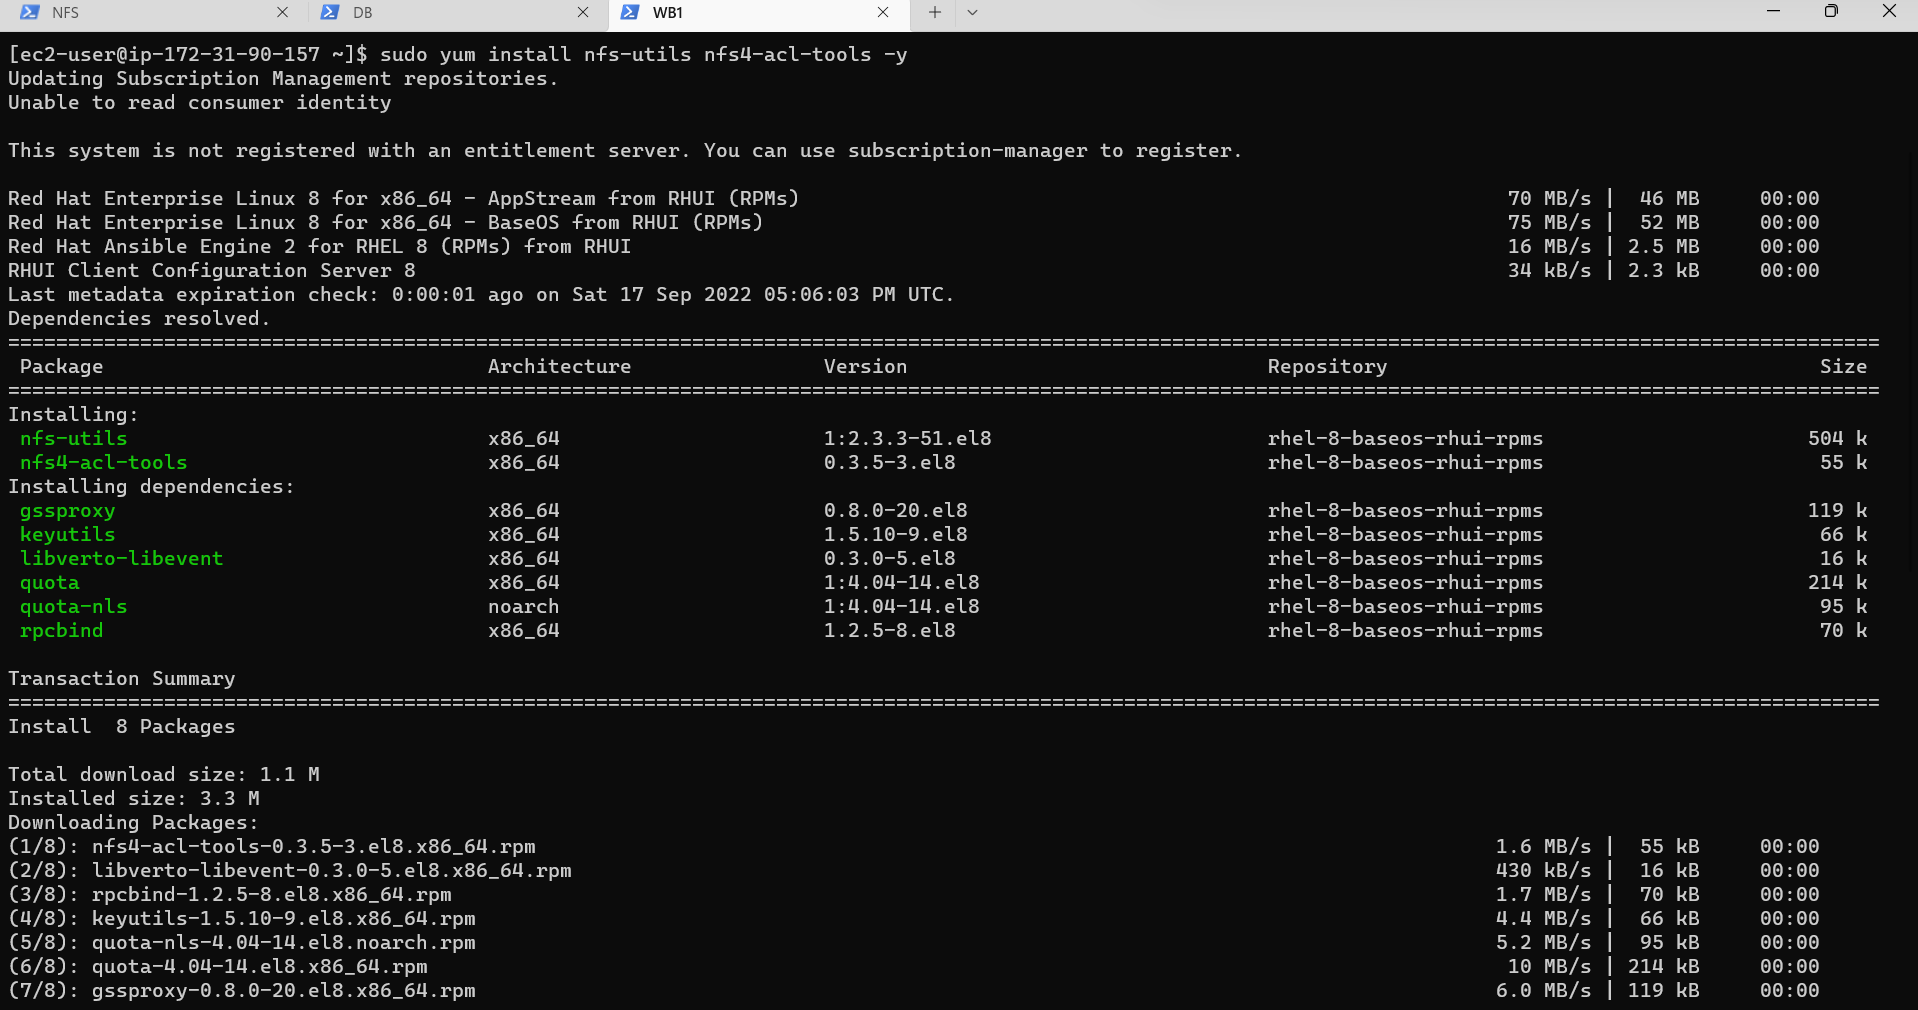 NFS DB WB1
[ec2-user@ip-172-31-90-157 ~]$ sudo yum install nfs-utils nfs4-acl-tools -y
Updating Subscription Management repositories.
Unable to read consumer identity
This system is not registered with an entitlement server. You can use subscription-manager to register.
Red Hat Enterprise Linux 8 for x86_64 - AppStream from RHUI (RPMs) 70 MB/s | 46 MB 00:00
Red Hat Enterprise Linux 8 for x86_64 - BaseOS from RHUI (RPMs) 75 MB/s | 52 MB 00:00
Red Hat Ansible Engine 2 for RHEL 8 (RPMs) from RHUI 16 MB/s | 2.5 MB 00:00
RHUI Client Configuration Server 8 34 kB/s | 2.3 kB 00:00
Last metadata expiration check: 0:00:01 ago on Sat 17 Sep 2022 05:06:03 PM UTC.
Dependencies resolved.
Package Architecture Version Repository Size
Installing:
nfs-utils x86_64 1:2.3.3-51.el8 rhel-8-baseos-rhui-rpms 504 k
nfs4-acl-tools x86_64 0.3.5-3.el8 rhel-8-baseos-rhui-rpms 55 k
Installing dependencies:
gssproxy x86_64 0.8.0-20.el8 rhel-8-baseos-rhui-rpms 119 k
keyutils x86_64 1.5.10-9.el8 rhel-8-baseos-rhui-rpms 66 k
libverto-libevent x86_64 0.3.0-5.el8 rhel-8-baseos-rhui-rpms 16 k
quota x86_64 1:4.04-14.el8 rhel-8-baseos-rhui-rpms 214 k
quota-nls noarch 1:4.04-14.el8 rhel-8-baseos-rhui-rpms 95 k
rpcbind x86_64 1.2.5-8.el8 rhel-8-baseos-rhui-rpms 70 k
Transaction Summary
Install 8 Packages
Total download size: 1.1 M
Installed size: 3.3 M
Downloading Packages:
(1/8): nfs4-acl-tools-0.3.5-3.el8.x86_64.rpm 1.6 MB/s | 55 kB 00:00
(2/8): libverto-libevent-0.3.0-5.el8.x86_64.rpm 430 kB/s | 16 kB 00:00
(3/8): rpcbind-1.2.5-8.el8.x86_64.rpm 1.7 MB/s | 70 kB 00:00
(4/8): keyutils-1.5.10-9.el8.x86_64.rpm 4.4 MB/s | 66 kB 00:00
(5/8): quota-nls-4.04-14.el8.noarch.rpm 5.2 MB/s | 95 kB 00:00
(6/8): quota-4.04-14.el8.x86_64.rpm 10 MB/s | 214 kB 00:00
(7/8): gssproxy-0.8.0-20.el8.x86_64.rpm 6.0 MB/s | 119 kB 00:00